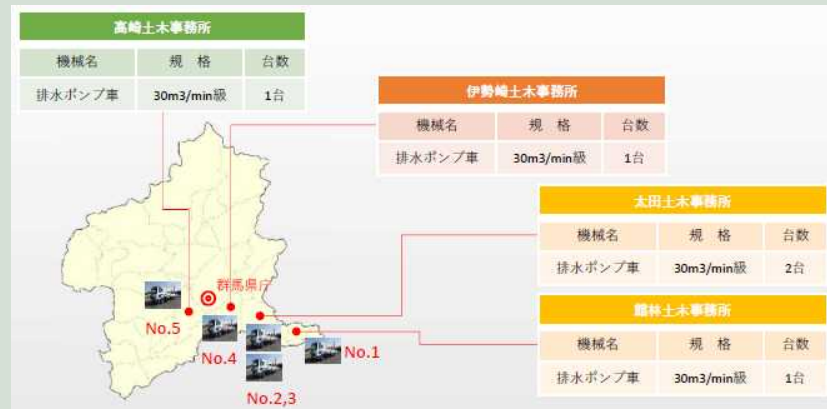 高崎土木事務所
機械名 規 格 台数
排水ポンプ車 30m3/min級 1台
伊勢崎土木事務所
機械名 規 格 台数
排水ポンプ車 30m3/min級 1台
太田土木事務所
機械名 規 格 台数
排水ポンプ車 30m3/min級 2台
館林土木事務所
機械名 規 格 台数
排水ポンプ車 30m3/min級 1台
群馬県庁
No.5
No.4
No.1
No.2,3